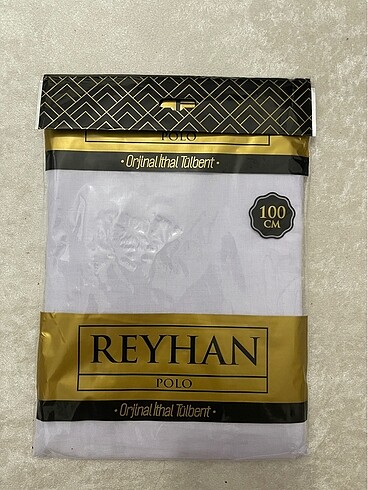 POLO
• Orjinal İthal Tülbent •
100
CM
REYHAN
POLO
• Orjinal İthal Tülbent •